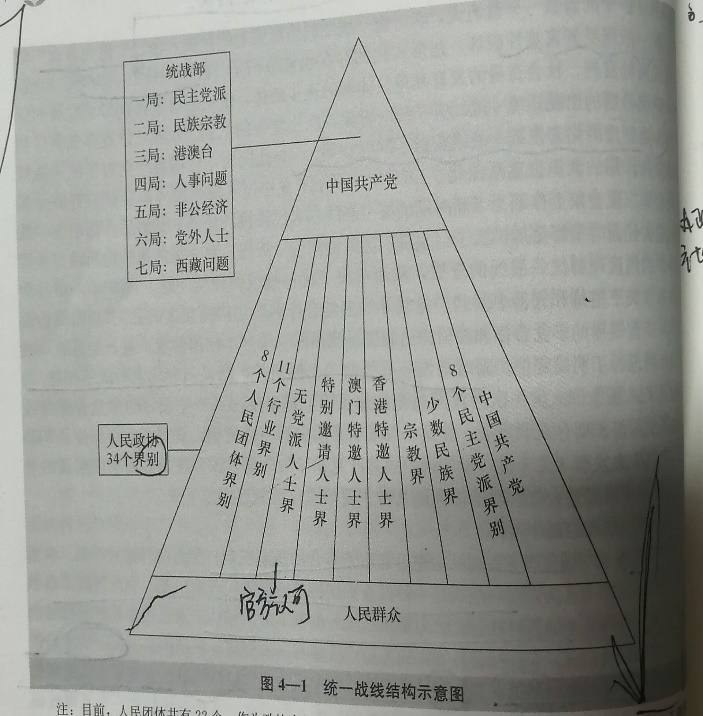 统战部
一局：民主党派
二局：民族宗教
三局：港澳台
四局：人事问题
五局：非公经济
六局：党外人士
七局：西藏问题
中国共产党
人民政协
34个界别
8个人民团体界别
11个行业界别
无党派人士界
特别邀请人士界
澳门特邀人士界
香港特邀人士界
宗教界
少数民族界
8个民主党派界别
中国共产党
人民群众
图4—1 统一战线结构示意图
注：目前，人民团体共有22个